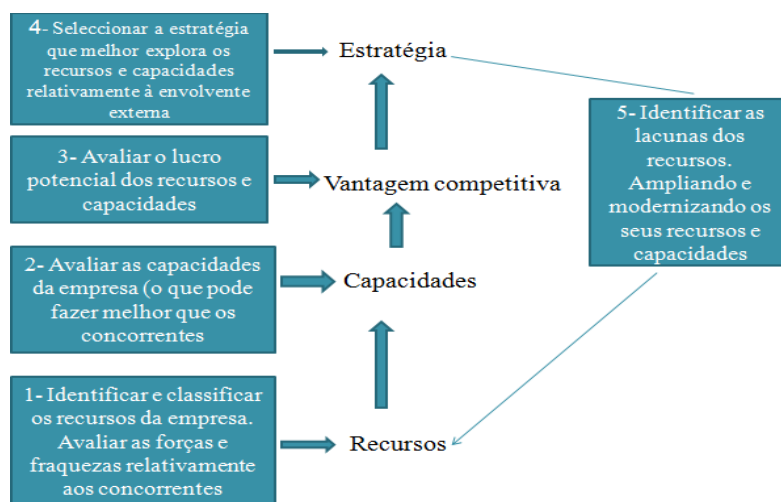 4- Seleccionar a estratégia
que melhor explora os
recursos e capacidades
relativamente à envolvente
externa
Estratégia
5- Identificar as
lacunas dos
recursos.
Ampliando e
modernizando os
seus recursos e
capacidades
3- Avaliar o lucro
potencial dos recursos e
capacidades
Vantagem competitiva
2- Avaliar as capacidades
da empresa (o que pode
fazer melhor que os
concorrentes
Capacidades
1- Identificar e classificar
os recursos da empresa.
Avaliar as forças e
fraquezas relativamente
aos concorrentes
Recursos